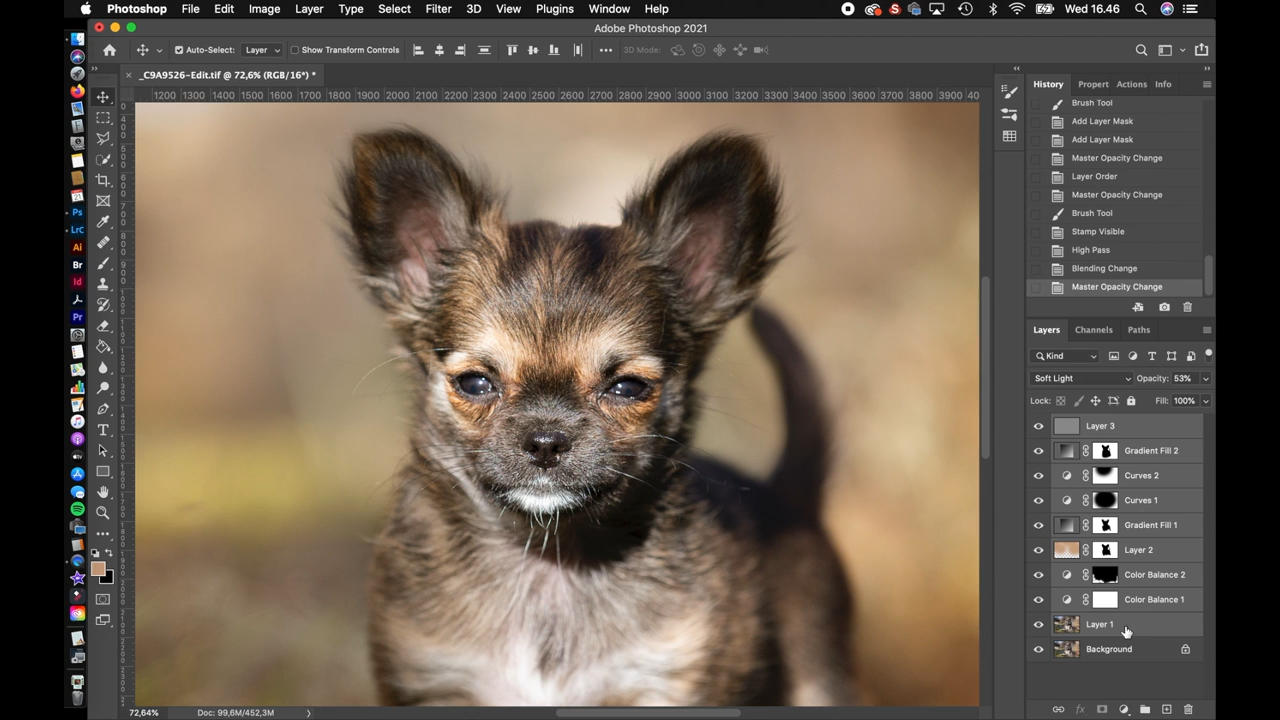 Photoshop File Edit Image Layer Type Select Filter 3D View Plugins Window Help Wed 16.46
Adobe Photoshop 2021
Auto-Select: Layer Show Transform Controls 3D Mode:
_C9A9526-Edit.tif @ 72,6% (RGB/16*) *
1200 1300 1400 1500 1600 1700 1800 1900 2000 2100 2200 2300 2400 2500 2600 2700 2800 2900 3000 3100 3200 3300 3400 3500 3600 3700 3800 3900 40
History Propert Actions Info
Brush Tool
Add Layer Mask
Add Layer Mask
Master Opacity Change
Layer Order
Master Opacity Change
Brush Tool
Stamp Visible
High Pass
Blending Change
Master Opacity Change
Layers Channels Paths
Kind
Soft Light Opacity: 53%
Lock: Fill: 100%
Layer 3
Gradient Fill 2
Curves 2
Curves 1
Gradient Fill 1
Layer 2
Color Balance 2
Color Balance 1
Layer 1
Background
fx
Ps
LrC
Ai
Br
Id
Pr
72,64% Doc: 99,6M/452,3M